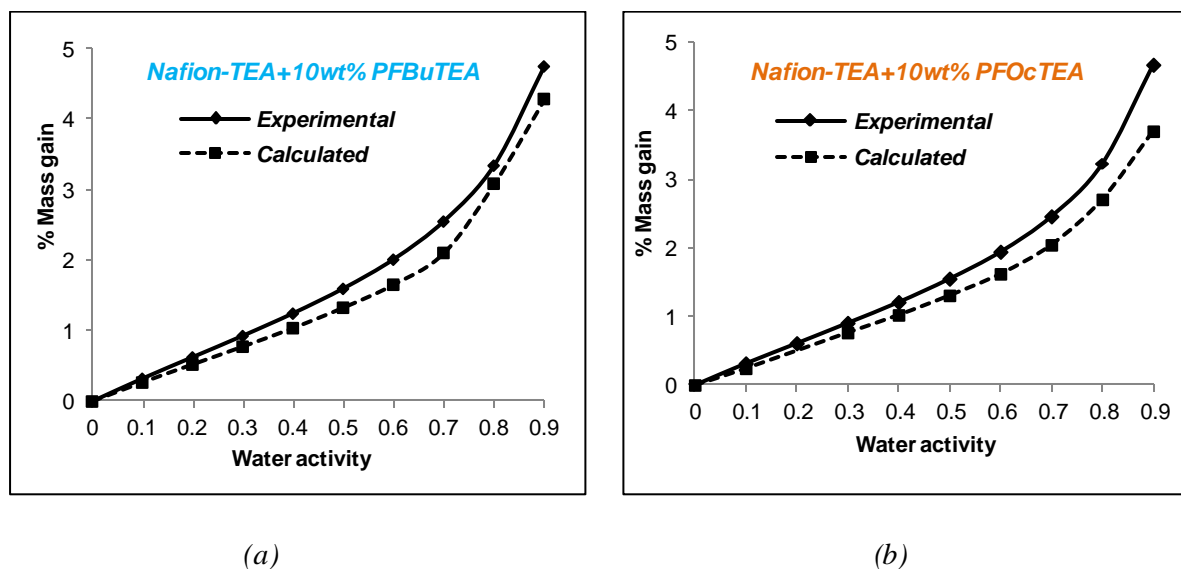 5
4
3
2
1
0
% Mass gain
Nafion-TEA+10wt% PFBuTEA
Experimental
Calculated
0 0.1 0.2 0.3 0.4 0.5 0.6 0.7 0.8 0.9
Water activity
(a)
5
4
3
2
1
0
% Mass gain
Nafion-TEA+10wt% PFOcTEA
Experimental
Calculated
0 0.1 0.2 0.3 0.4 0.5 0.6 0.7 0.8 0.9
Water activity
(b)